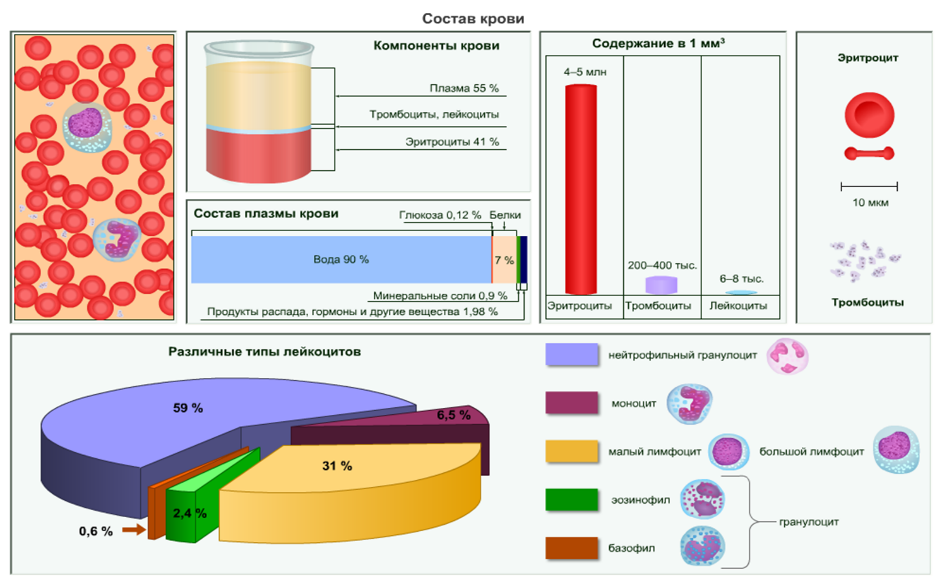 Состав крови
Компоненты крови
Плазма 55 %
Тромбоциты, лейкоциты
Эритроциты 41 %
Состав плазмы крови
Глюкоза 0,12 %
Белки
Вода 90 %
7 %
Минеральные соли 0,9 %
Продукты распада, гормоны и другие вещества 1,98 %
Содержание в 1 мм³
4–5 млн
200–400 тыс.
6–8 тыс.
Эритроциты
Тромбоциты
Лейкоциты
Эритроцит
10 мкм
Тромбоциты
Различные типы лейкоцитов
59 %
6,5 %
31 %
2,4 %
0,6 %
нейтрофильный гранулоцит
моноцит
малый лимфоцит
большой лимфоцит
эозинофил
гранулоцит
базофил